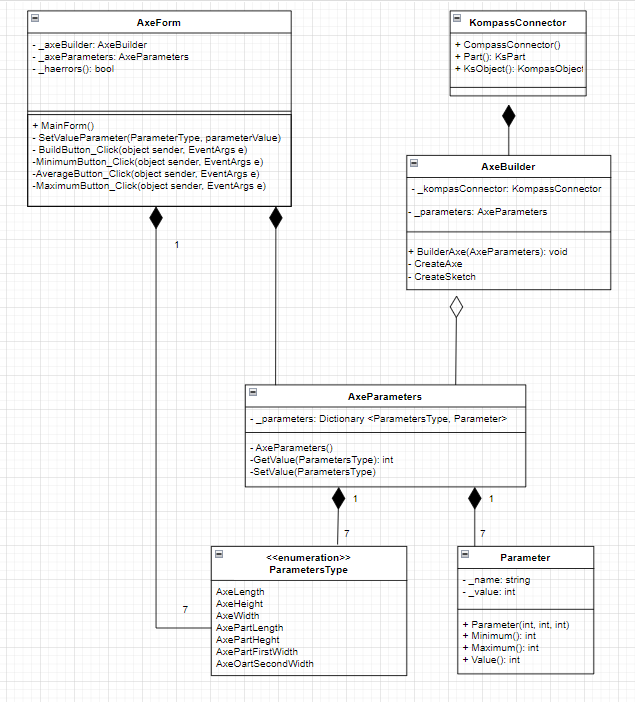 AxeForm
- _axeBuilder: AxeBuilder
- _axeParameters: AxeParameters
- _haerrors(): bool
+ MainForm()
- SetValueParameter(ParameterType, parameterValue)
- BuildButton_Click(object sender, EventArgs e)
-MinimumButton_Click(object sender, EventArgs e)
-AverageButton_Click(object sender, EventArgs e)
-MaximumButton_Click(object sender, EventArgs e)
KompassConnector
+ CompassConnector()
+ Part(): KsPart
+ KsObject(): KompasObject
AxeBuilder
- _kompasConnector: KompassConnector
- _parameters: AxeParameters
+ BuilderAxe(AxeParameters): void
- CreateAxe
- CreateSketch
1
AxeParameters
- _parameters: Dictionary <ParametersType, Parameter>
- AxeParameters()
-GetValue(ParametersType): int
-SetValue(ParametersType)
1
1
7
7
<<enumeration>>
ParametersType
AxeLength
AxeHeight
AxeWidth
AxePartLength
AxePartHeght
AxePartFirstWidth
AxeOartSecondWidth
7
Parameter
- _name: string
- _value: int
+ Parameter(int, int, int)
+ Minimum(): int
+ Maximum(): int
+ Value(): int